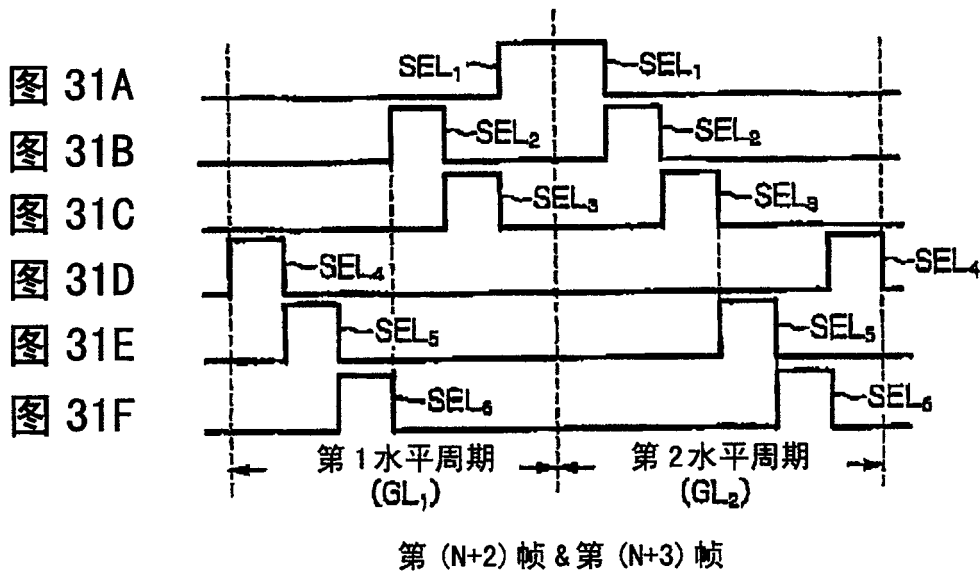 图 31A SEL₁ SEL₁
图 31B SEL₂ SEL₂
图 31C SEL₃ SEL₃
图 31D SEL₄ SEL₄
图 31E SEL₅ SEL₅
图 31F SEL₆ SEL₆
第1水平周期 第2水平周期
(GL₁) (GL₂)
第 (N+2) 帧 & 第 (N+3) 帧